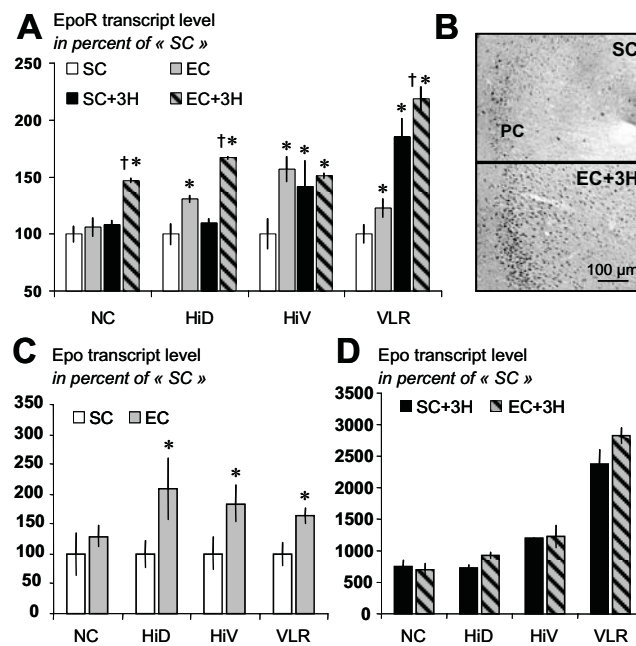 A
EpoR transcript level
in percent of « SC »
250
200
150
100
50
SC
EC
SC+3H
EC+3H
†*
*
†*
*
*
*
*
*
†*
NC
HiD
HiV
VLR
B
SC
PC
EC+3H
100 µm
C
Epo transcript level
in percent of « SC »
350
300
250
200
150
100
50
0
SC
EC
*
*
*
NC
HiD
HiV
VLR
D
Epo transcript level
in percent of « SC »
3500
3000
2500
2000
1500
1000
500
0
SC+3H
EC+3H
NC
HiD
HiV
VLR